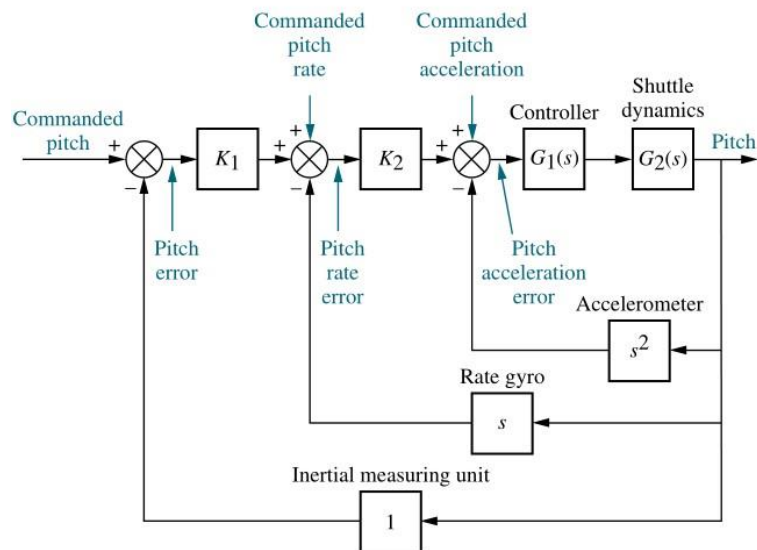 Commanded
pitch
rate
Commanded
pitch
acceleration
Shuttle
dynamics
Controller
Commanded
pitch
Pitch
+
−
K₁
+
+
−
K₂
+
+
−
G₁(s)
G₂(s)
Pitch
error
Pitch
rate
error
Pitch
acceleration
error
Accelerometer
s²
Rate gyro
s
Inertial measuring unit
1